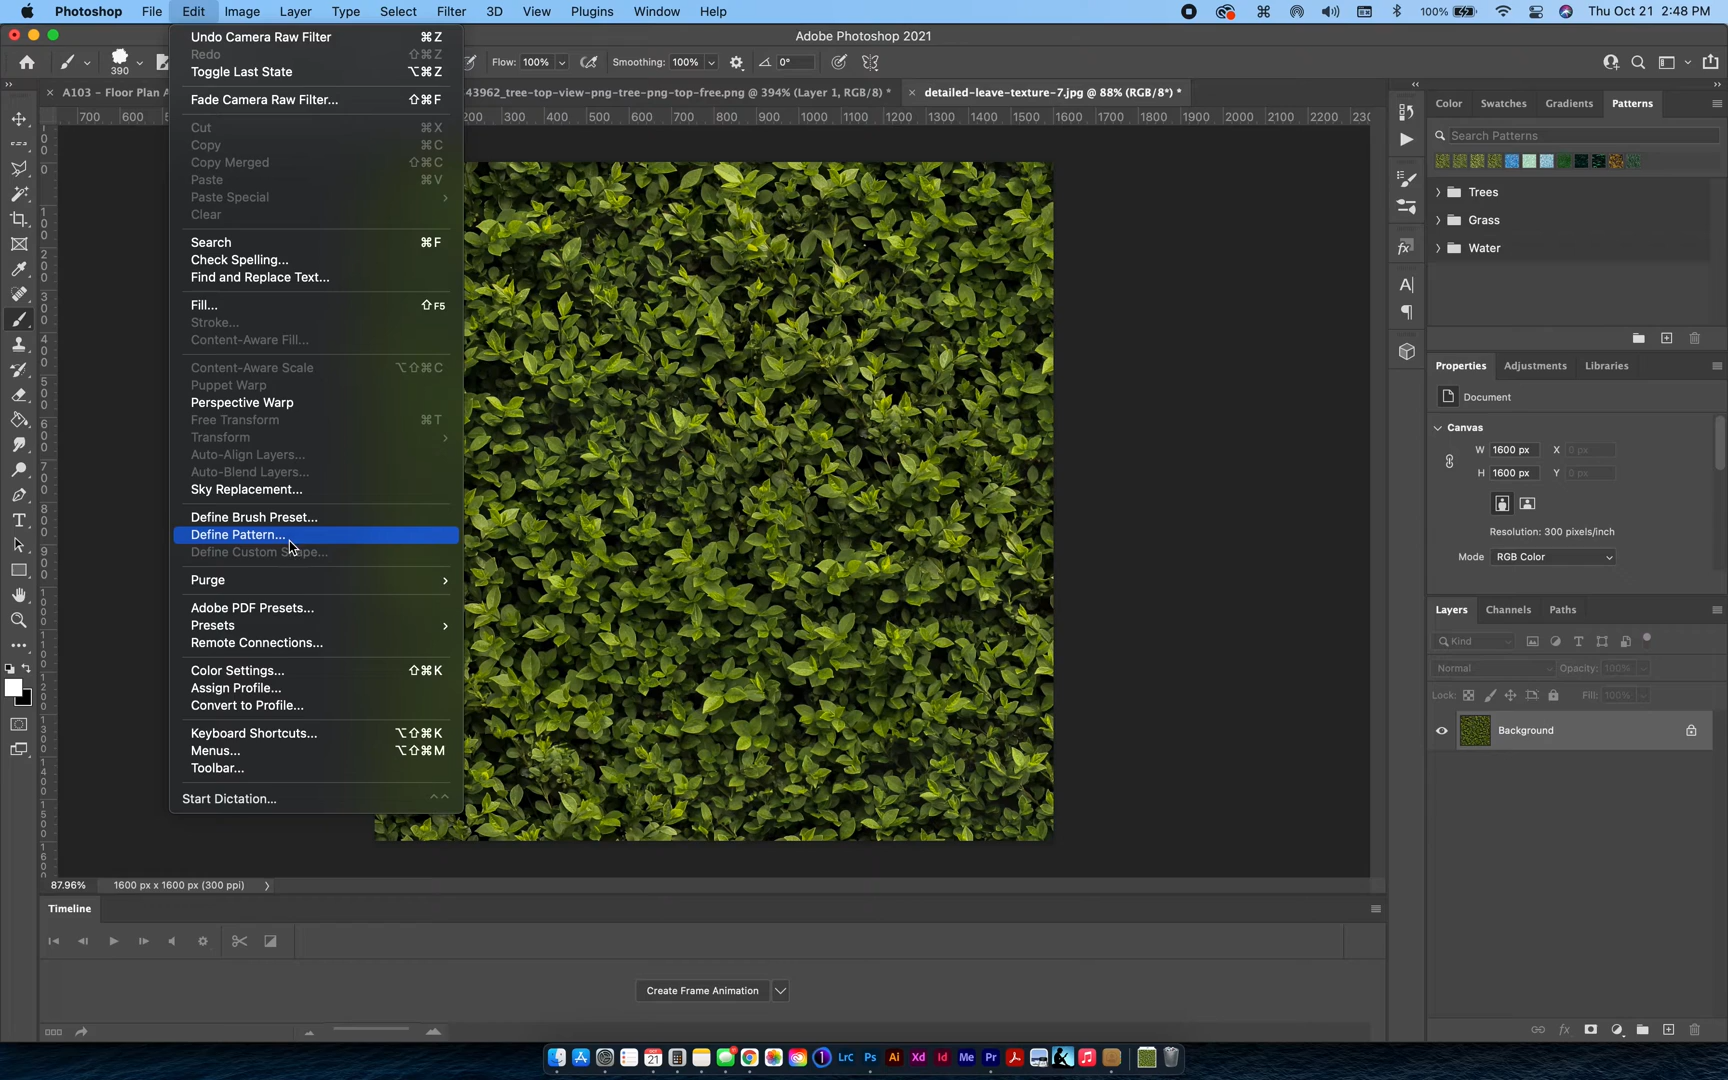 Photoshop File Edit Image Layer Type Select Filter 3D View Plugins Window Help 100% Thu Oct 21 2:48 PM
Adobe Photoshop 2021
390 Flow: 100% Smoothing: 100% 0°
× A103 - Floor Plan A 43962_tree-top-view-png-tree-png-top-free.png @ 394% (Layer 1, RGB/8) * × detailed-leave-texture-7.jpg @ 88% (RGB/8*) *
700 600 200 300 400 500 600 700 800 900 1000 1100 1200 1300 1400 1500 1600 1700 1800 1900 2000 2100 2200 230
Undo Camera Raw Filter ⌘Z
Redo ⇧⌘Z
Toggle Last State ⌥⌘Z
Fade Camera Raw Filter... ⇧⌘F
Cut ⌘X
Copy ⌘C
Copy Merged ⇧⌘C
Paste ⌘V
Paste Special
Clear
Search ⌘F
Check Spelling...
Find and Replace Text...
Fill... ⇧F5
Stroke...
Content-Aware Fill...
Content-Aware Scale ⌥⇧⌘C
Puppet Warp
Perspective Warp
Free Transform ⌘T
Transform
Auto-Align Layers...
Auto-Blend Layers...
Sky Replacement...
Define Brush Preset...
Define Pattern...
Define Custom Shape...
Purge
Adobe PDF Presets...
Presets
Remote Connections...
Color Settings... ⇧⌘K
Assign Profile...
Convert to Profile...
Keyboard Shortcuts... ⌥⇧⌘K
Menus... ⌥⇧⌘M
Toolbar...
Start Dictation...
Color Swatches Gradients Patterns
Search Patterns
Trees
Grass
Water
Properties Adjustments Libraries
Document
Canvas
W 1600 px X 0 px
H 1600 px Y 0 px
Resolution: 300 pixels/inch
Mode RGB Color
Layers Channels Paths
Kind
Normal Opacity: 100%
Lock: Fill: 100%
Background
87.96% 1600 px x 1600 px (300 ppi)
Timeline
Create Frame Animation
21 LrC Ps Ai Xd Id Me Pr